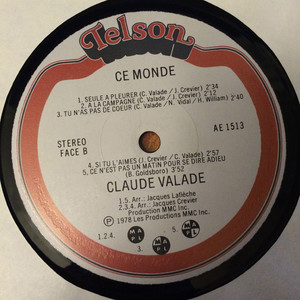 Telson
CE MONDE
1. SEULE A PLEURER (C. Valade / J. Crevier) 2'34
2. A LA CAMPAGNE (C. Valade / J. Crevier) 2'12
3. TU N'AS PAS DE COEUR (C. Valade / N. Vidal / H. William) 2'40
STEREO
FACE B
AE 1513
4. SI TU L'AIMES (J. Crevier / C. Valade) 2'57
5. CE N'EST PAS UN MATIN POUR SE DIRE ADIEU
(B. Goldsboro) 3'52
CLAUDE VALADE
1-5. Arr.: Jacques Laflèche
2.3.4. Arr.: Jacques Crevier
Production MMC Inc.
℗ 1978 Les Productions MMC Inc.
1.2.4. MAPL 3. MAPL 5. MAPL